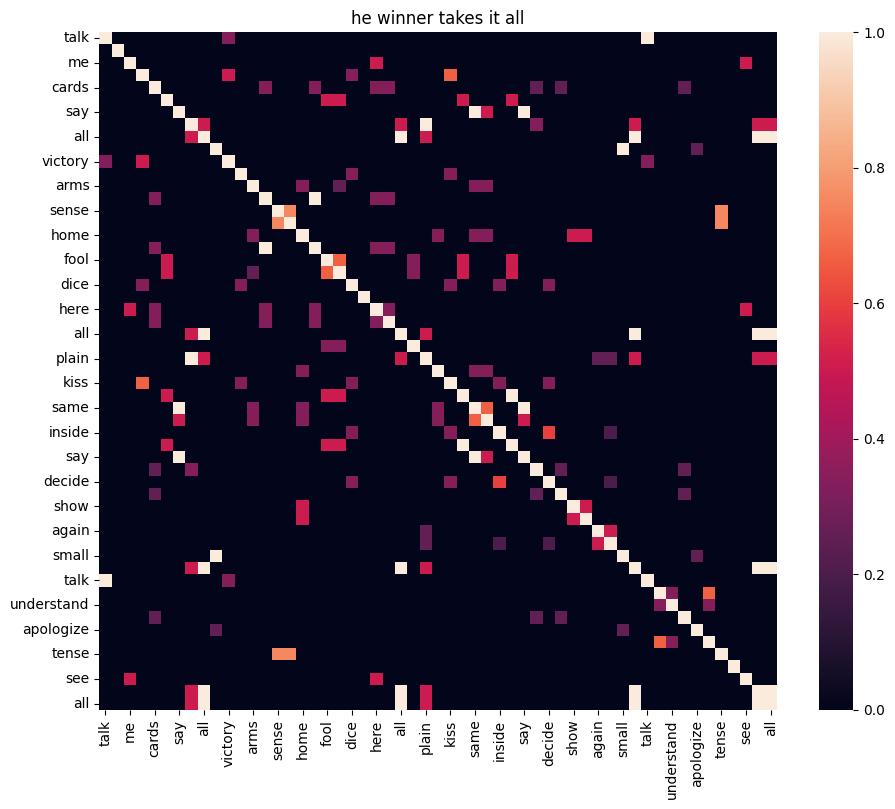 he winner takes it all
talk
me
cards
say
all
victory
arms
sense
home
fool
dice
here
all
plain
kiss
same
inside
say
decide
show
again
small
talk
understand
apologize
tense
see
all
talk
me
cards
say
all
victory
arms
sense
home
fool
dice
here
all
plain
kiss
same
inside
say
decide
show
again
small
talk
understand
apologize
tense
see
all
1.0
0.8
0.6
0.4
0.2
0.0